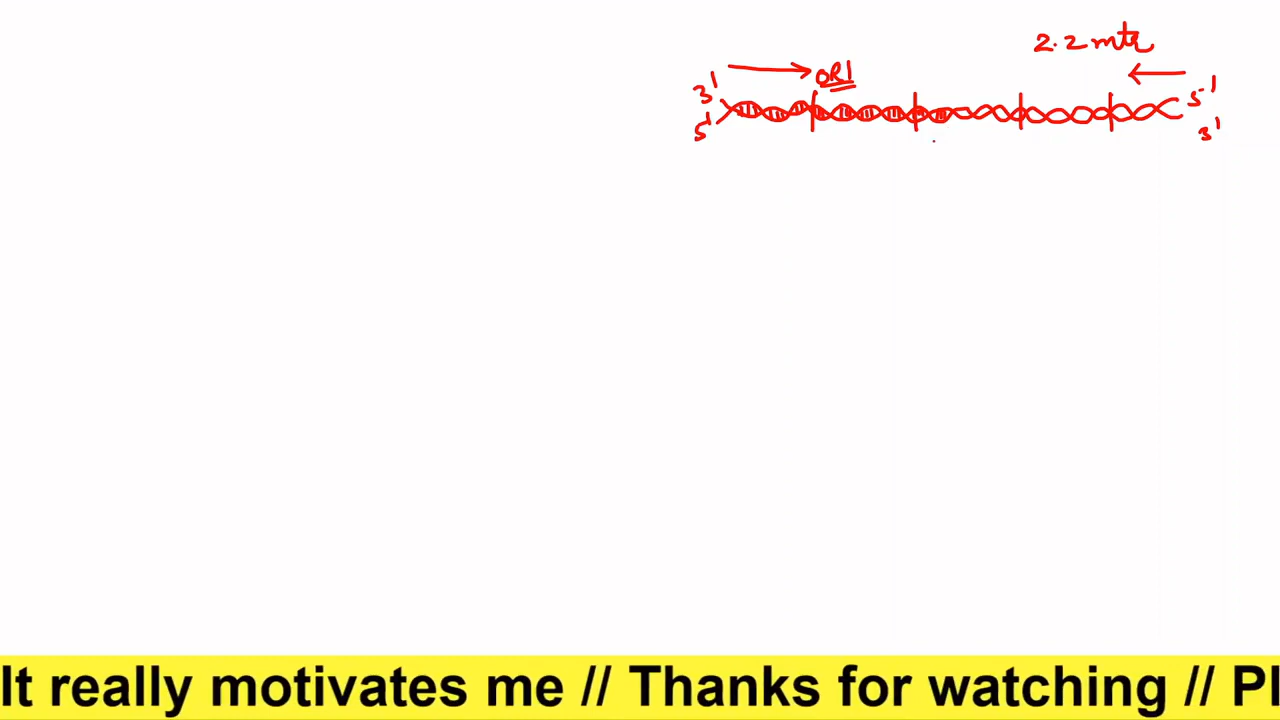 2.2 mtr
ORI
3' 5'
5' 3'
It really motivates me // Thanks for watching // Pl